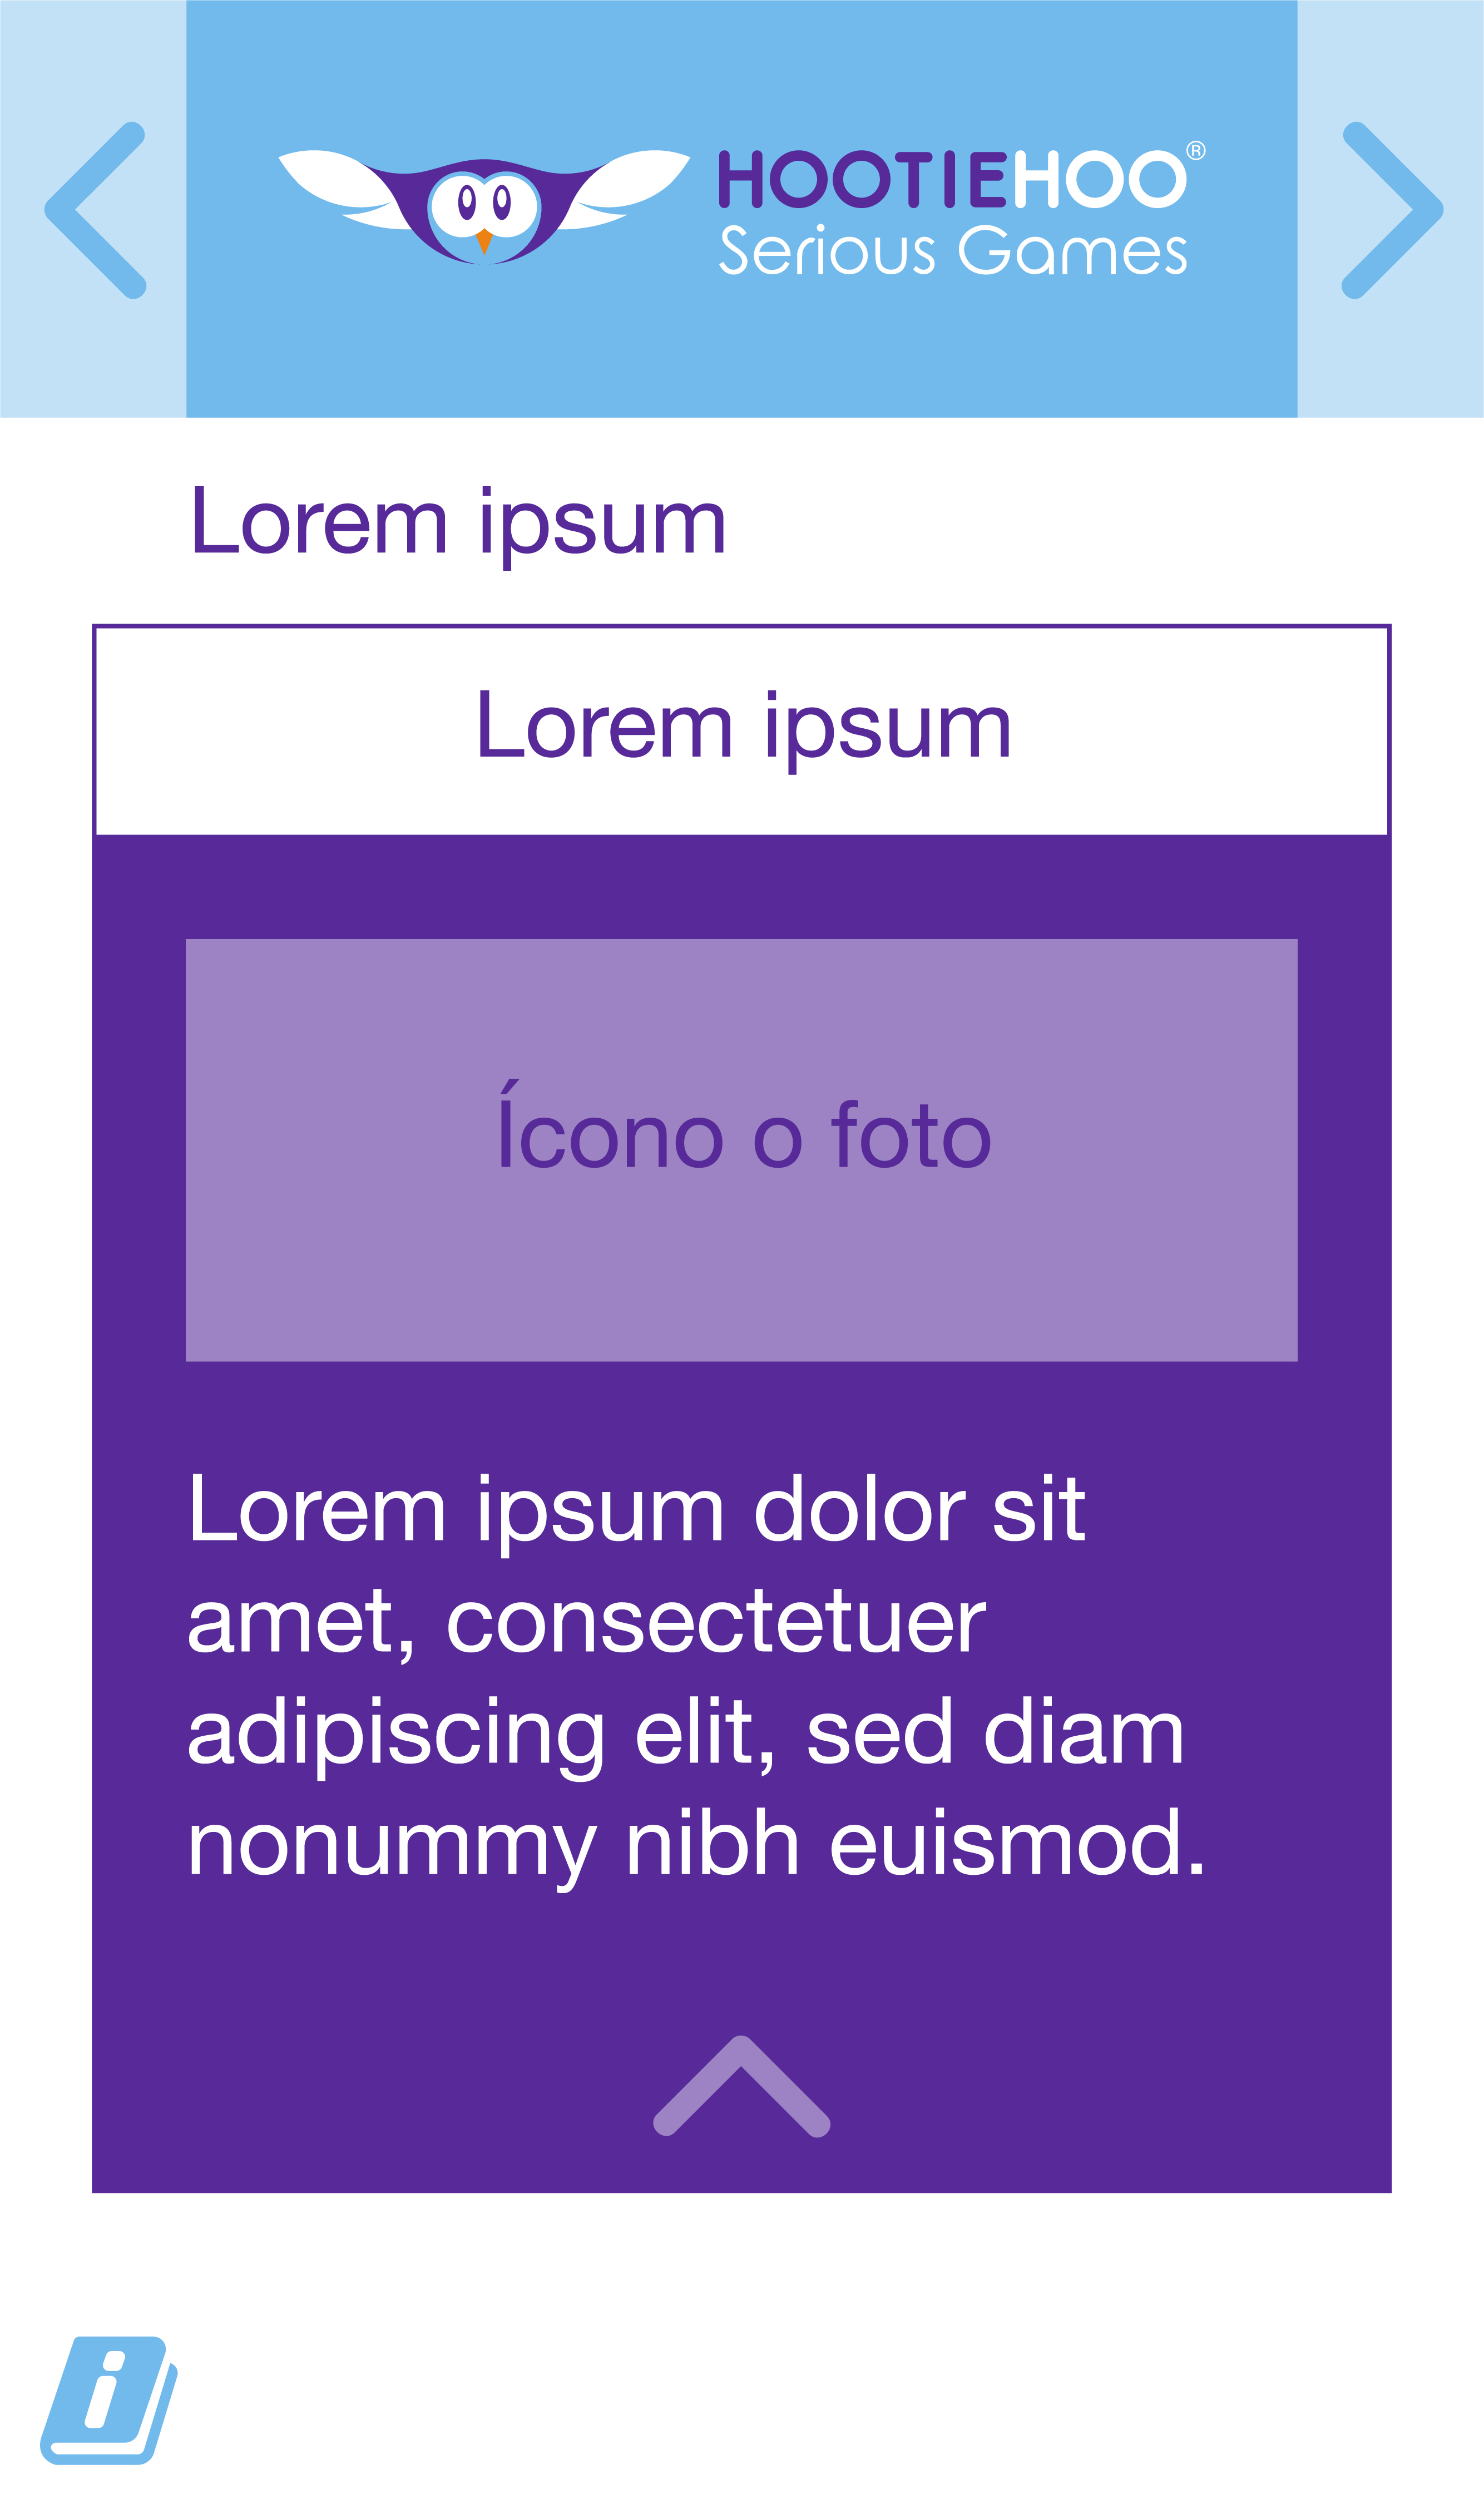 HOOTIEHOO®
Serious Games
Lorem ipsum
Lorem ipsum
Ícono o foto
Lorem ipsum dolor sit
amet, consectetuer
adipiscing elit, sed diam
nonummy nibh euismod.
i